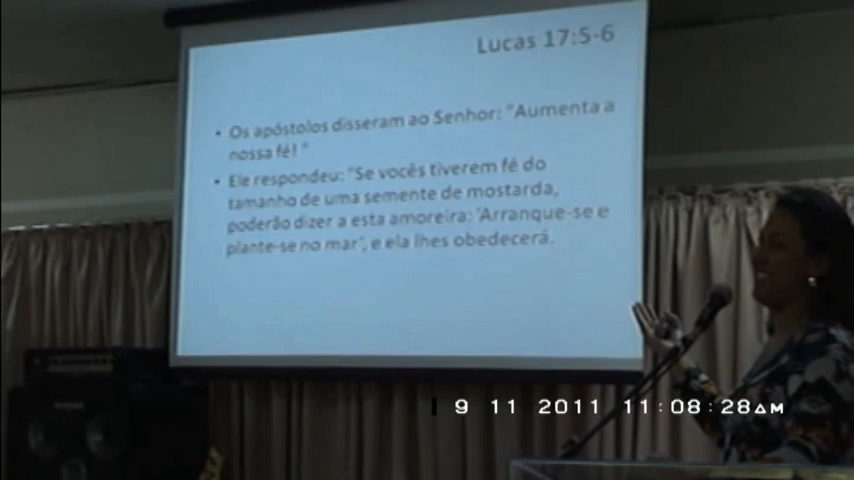 Lucas 17:5-6
• Os apóstolos disseram ao Senhor: "Aumenta a
nossa fé! "
• Ele respondeu: "Se vocês tiverem fé do
tamanho de uma semente de mostarda,
poderão dizer a esta amoreira: 'Arranque-se e
plante-se no mar', e ela lhes obedecerá.
9 11 2011 11:08:28AM